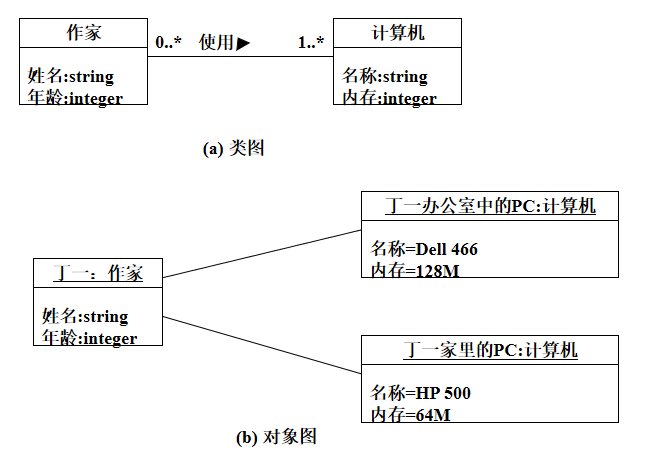 作家
0..* 使用▶ 1..*
计算机
姓名:string
年龄:integer
名称:string
内存:integer
(a) 类图
丁一办公室中的PC:计算机
名称=Dell 466
内存=128M
丁一：作家
姓名:string
年龄:integer
丁一家里的PC:计算机
名称=HP 500
内存=64M
(b) 对象图